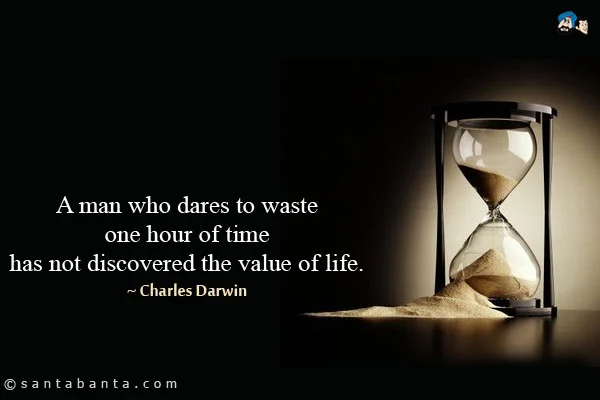 A man who dares to waste
one hour of time
has not discovered the value of life.
~ Charles Darwin
©santabanta.com